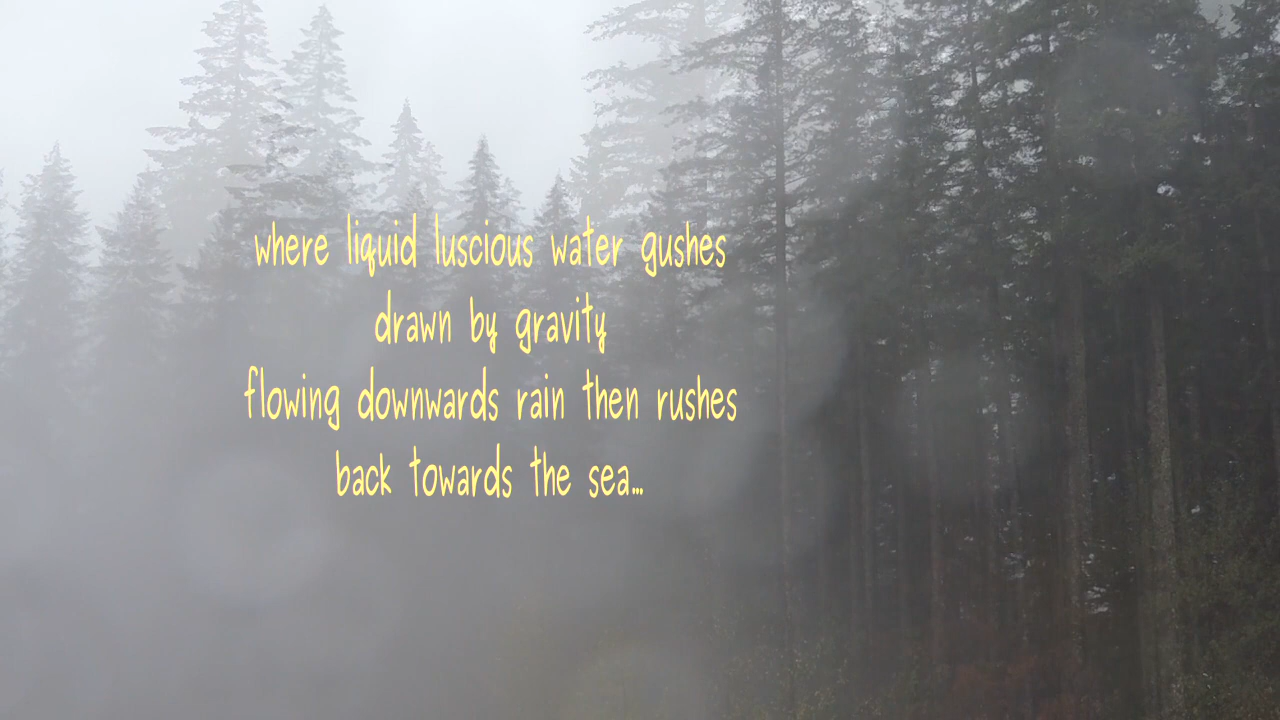 where liquid luscious water gushes
drawn by gravity
flowing downwards rain then rushes
back towards the sea...